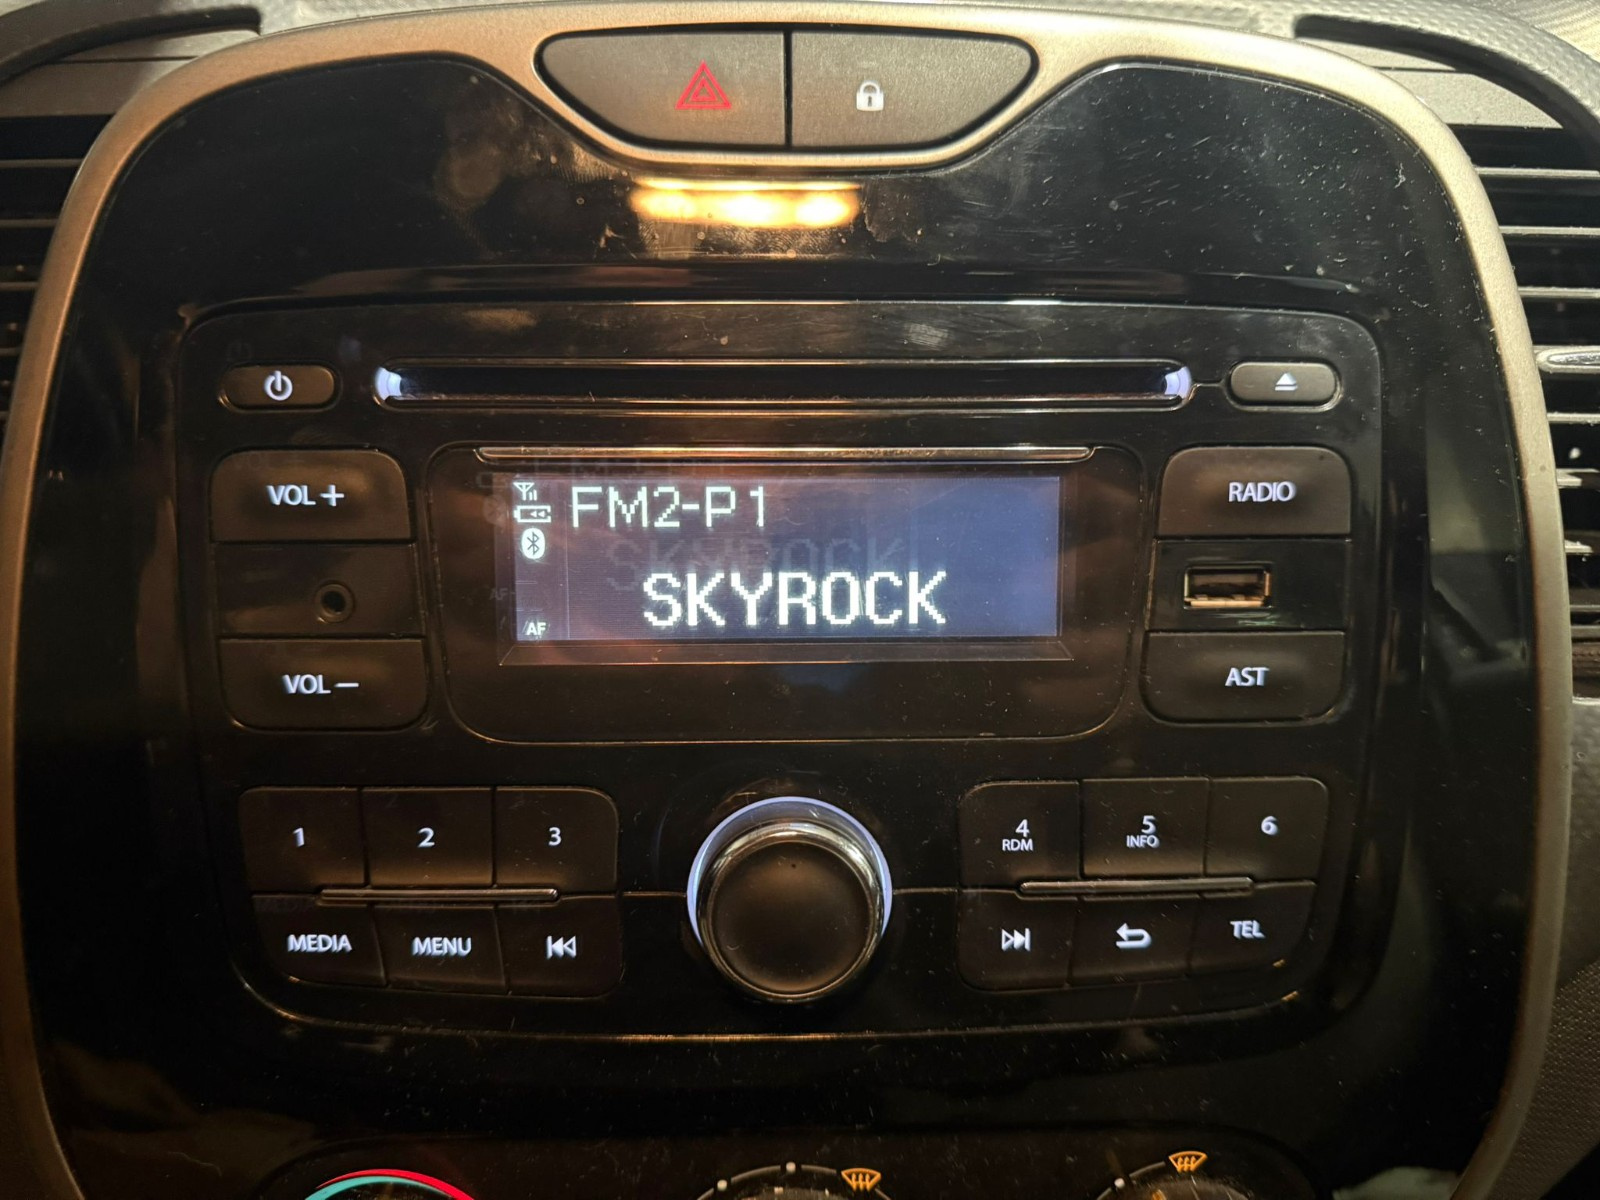 VOL +
FM2-P1
RADIO
SKYROCK
AF
VOL −
AST
1
2
3
4
RDM
5
INFO
6
MEDIA
MENU
TEL